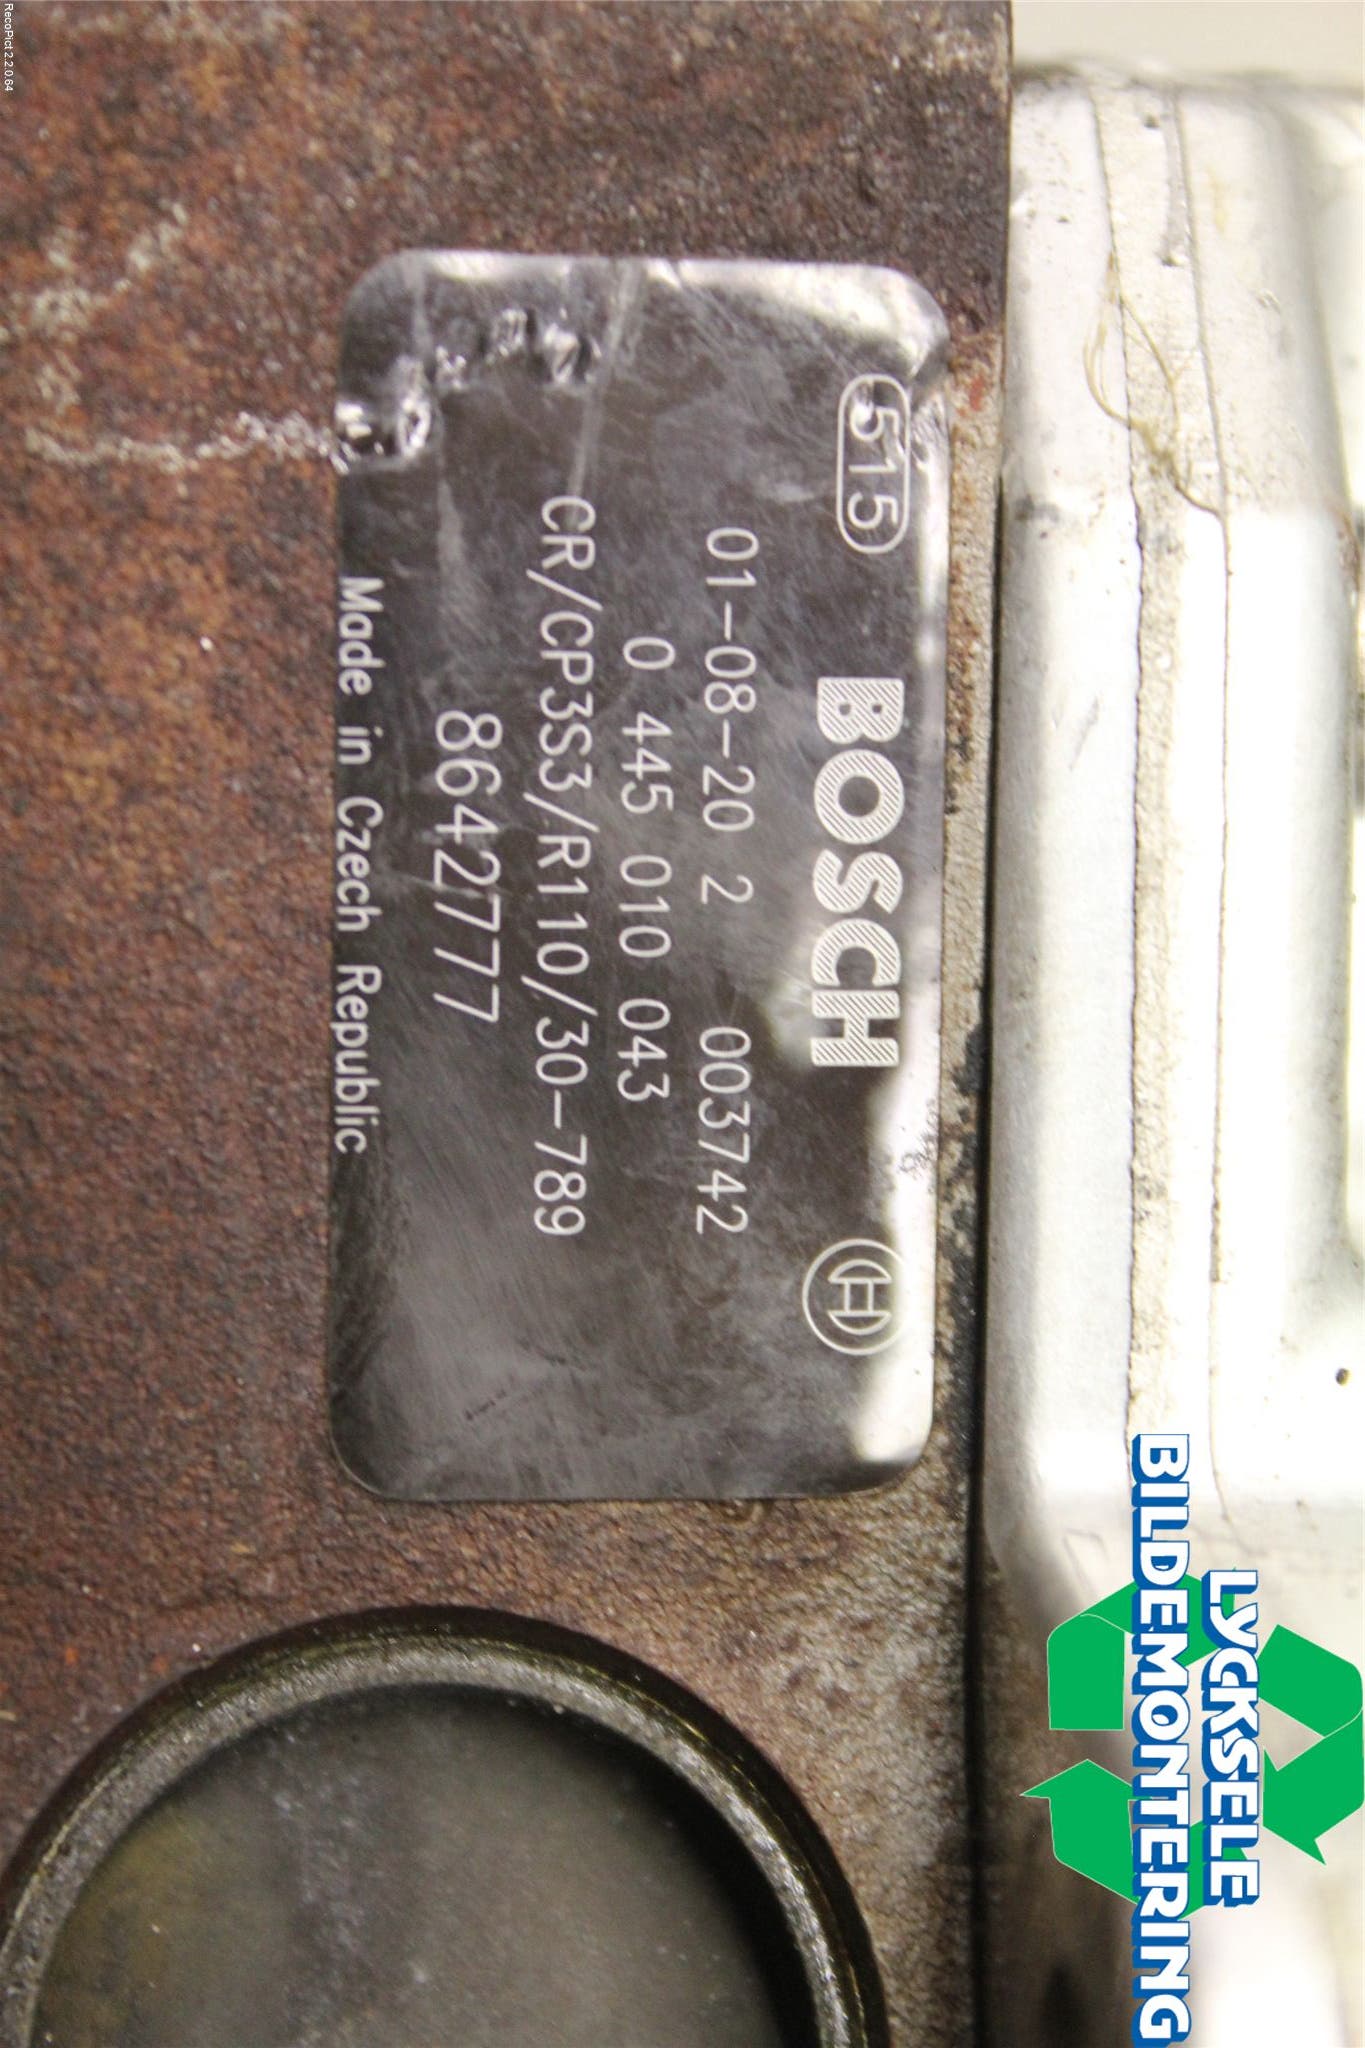 515
BOSCH
01-08-20 2 003742
0 445 010 043
CR/CP3S3/R110/30-789
8642777
Made in Czech Republic
LYCKSELE
BILDEMONTERING
RecoPict 2.2.0.64